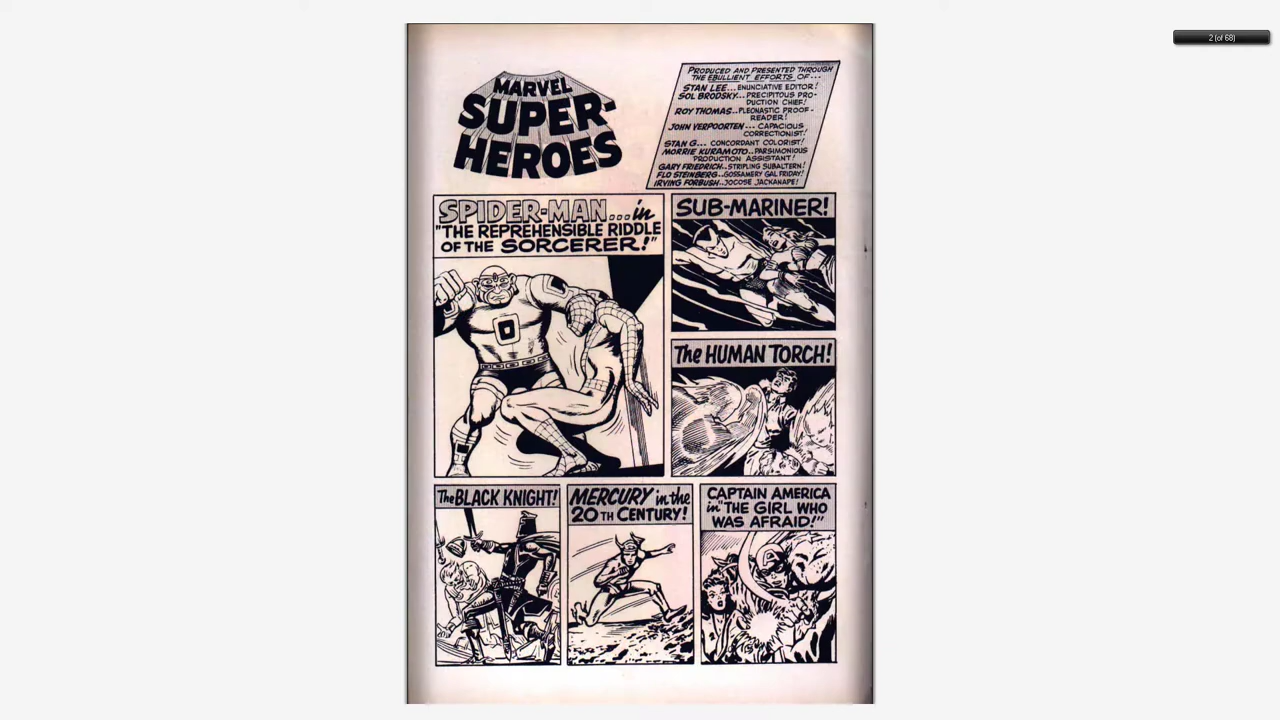 2 (of 68)
MARVEL
SUPER-
HEROES
PRODUCED AND PRESENTED THROUGH
THE EBULLIENT EFFORTS OF ---
STAN LEE...ENUNCIATIVE EDITOR!
SOL BRODSKY...PRECIPITOUS PRO-
DUCTION CHIEF!
ROY THOMAS..PLEONASTIC PROOF-
READER!
JOHN VERPOORTEN--- CAPACIOUS
CORRECTIONIST!
STAN G... CONCORDANT COLORIST!
MORRIE KURAMOTO..PARSIMONIOUS
PRODUCTION ASSISTANT!
GARY FRIEDRICH..STRIPLING SUBALTERN!
FLO STEINBERG..GOSSAMERY GAL FRIDAY!
IRVING FORBUSH..JOCOSE JACKANAPE!
SPIDER-MAN...in
"THE REPREHENSIBLE RIDDLE
OF THE SORCERER!"
SUB-MARINER!
The HUMAN TORCH!
The BLACK KNIGHT!
MERCURY in the
20TH CENTURY!
CAPTAIN AMERICA
in "THE GIRL WHO
WAS AFRAID!"